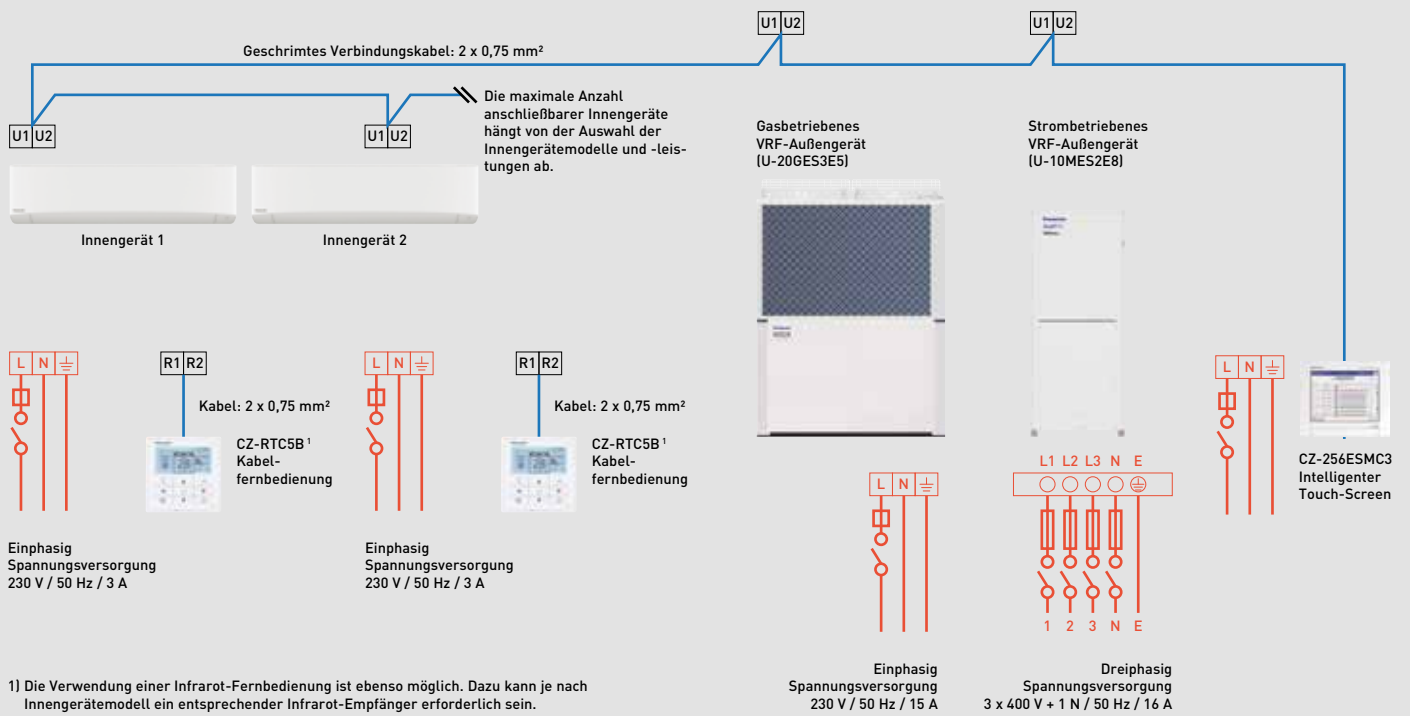 U1 U2
U1 U2
Geschrimtes Verbindungskabel: 2 x 0,75 mm²
Die maximale Anzahl
anschließbarer Innengeräte
hängt von der Auswahl der
Innengerätemodelle und -leis-
tungen ab.
U1 U2
U1 U2
Gasbetriebenes
VRF-Außengerät
(U-20GES3E5)
Strombetriebenes
VRF-Außengerät
(U-10MES2E8)
Innengerät 1
Innengerät 2
L N
R1 R2
Kabel: 2 x 0,75 mm²
CZ-RTC5B ¹
Kabel-
fernbedienung
L N
R1 R2
Kabel: 2 x 0,75 mm²
CZ-RTC5B ¹
Kabel-
fernbedienung
L N
CZ-256ESMC3
Intelligenter
Touch-Screen
Einphasig
Spannungsversorgung
230 V / 50 Hz / 3 A
Einphasig
Spannungsversorgung
230 V / 50 Hz / 3 A
L N
L1 L2 L3 N E
1 2 3 N E
Einphasig
Spannungsversorgung
230 V / 50 Hz / 15 A
Dreiphasig
Spannungsversorgung
3 x 400 V + 1 N / 50 Hz / 16 A
1) Die Verwendung einer Infrarot-Fernbedienung ist ebenso möglich. Dazu kann je nach
Innengerätemodell ein entsprechender Infrarot-Empfänger erforderlich sein.